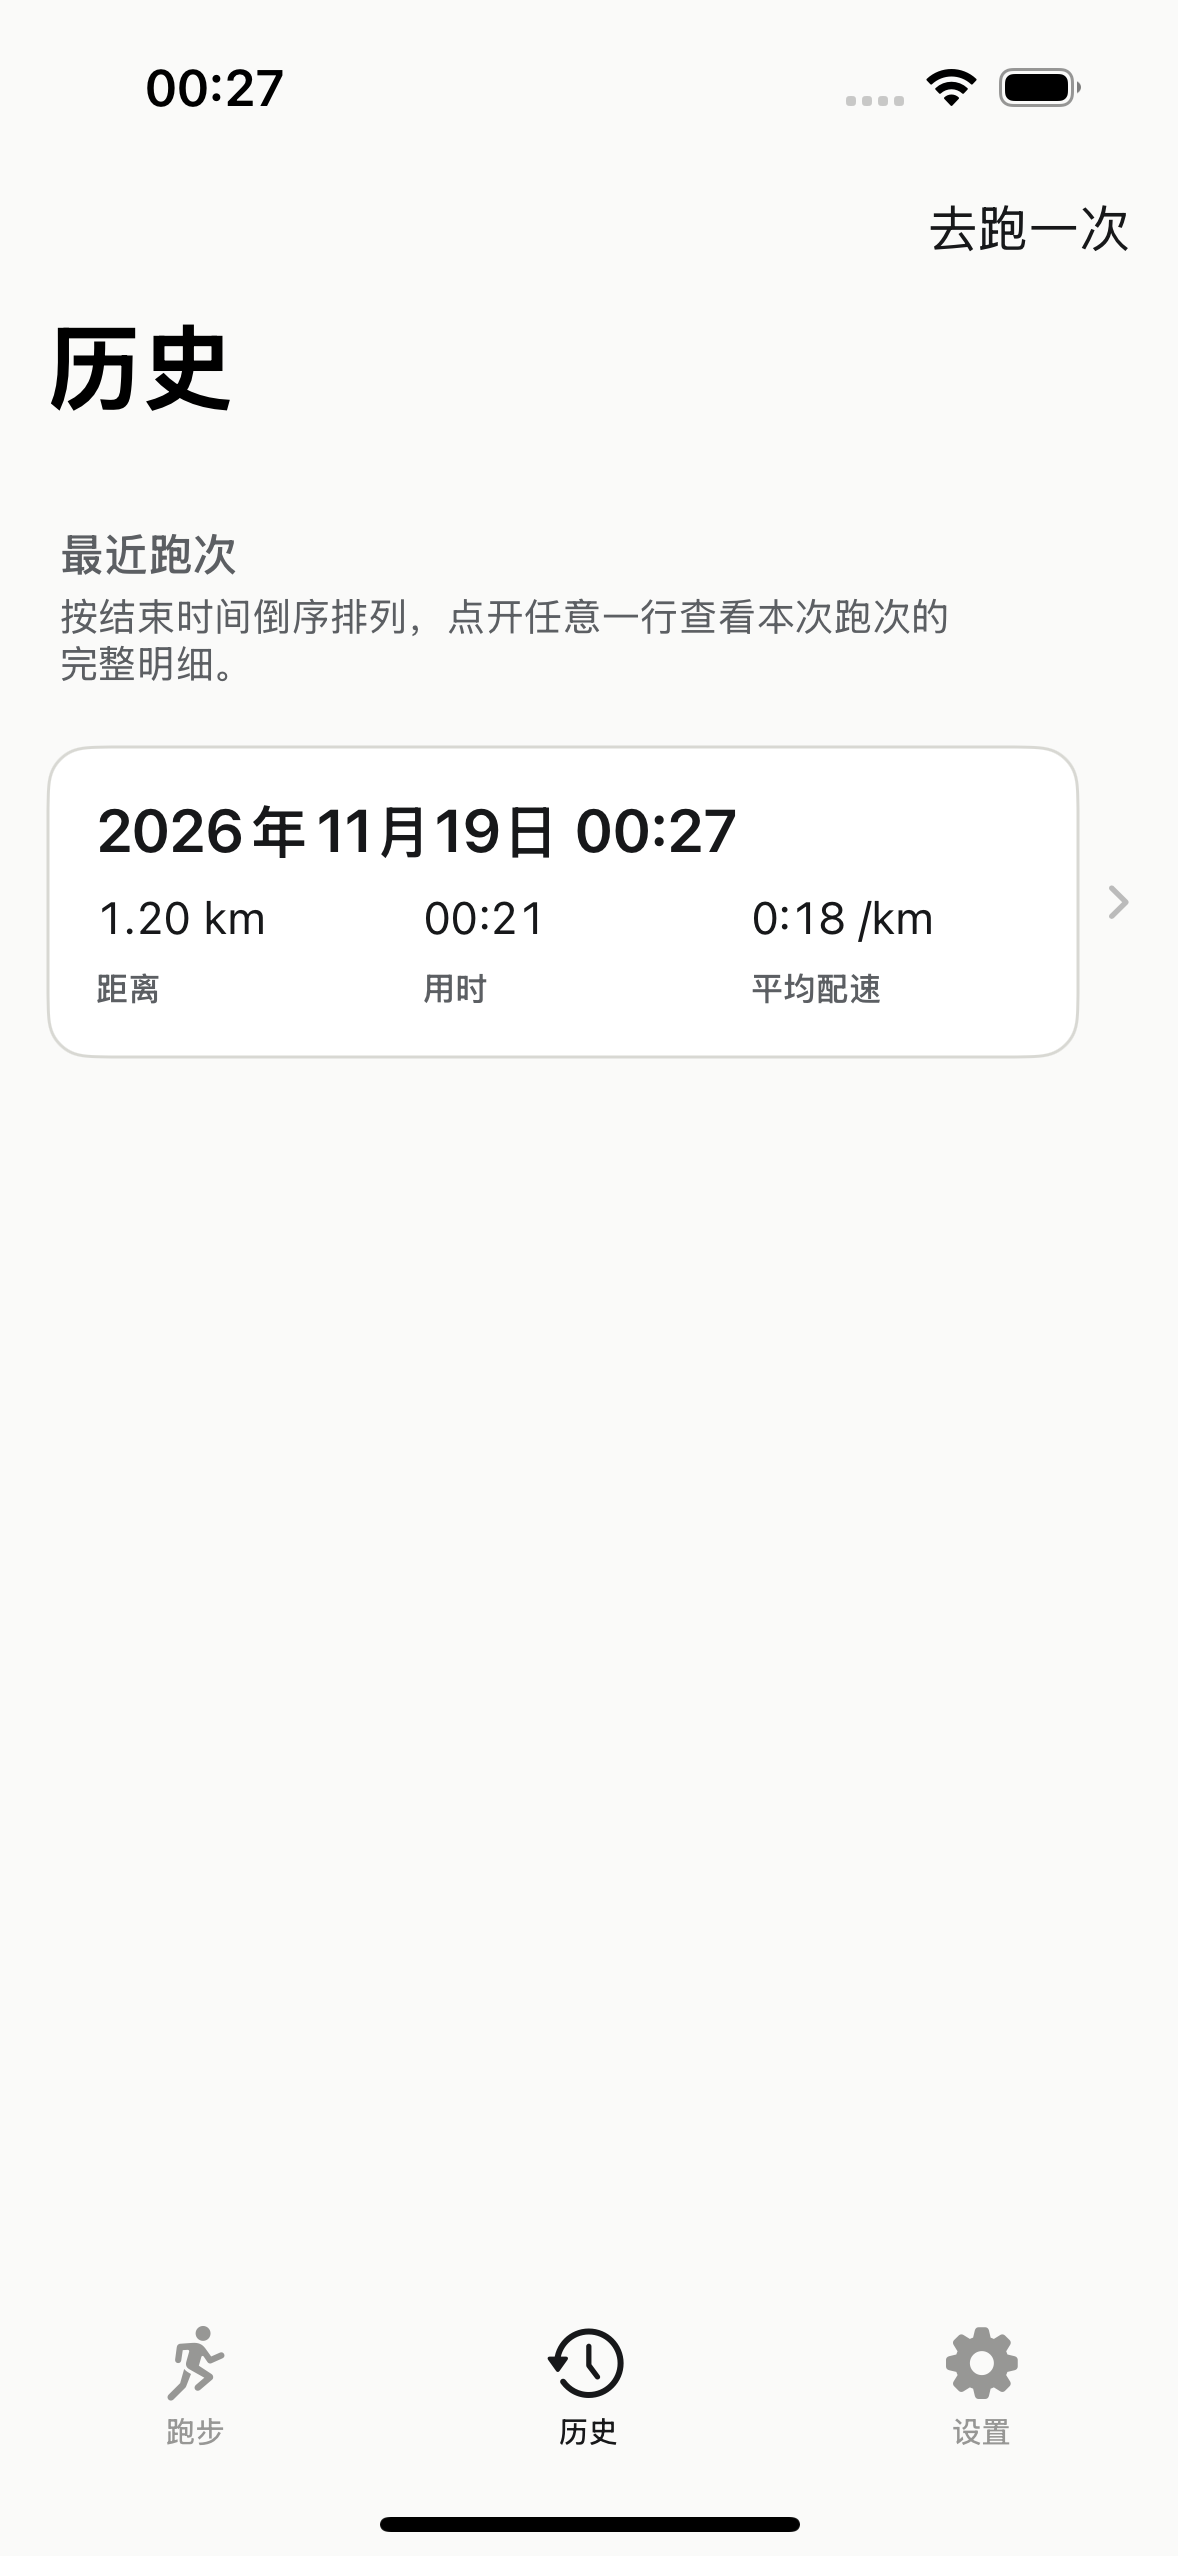 00:27
去跑一次
历史
最近跑次
按结束时间倒序排列，点开任意一行查看本次跑次的
完整明细。
2026年11月19日 00:27
1.20 km 00:21 0:18 /km
距离 用时 平均配速
跑步 历史 设置